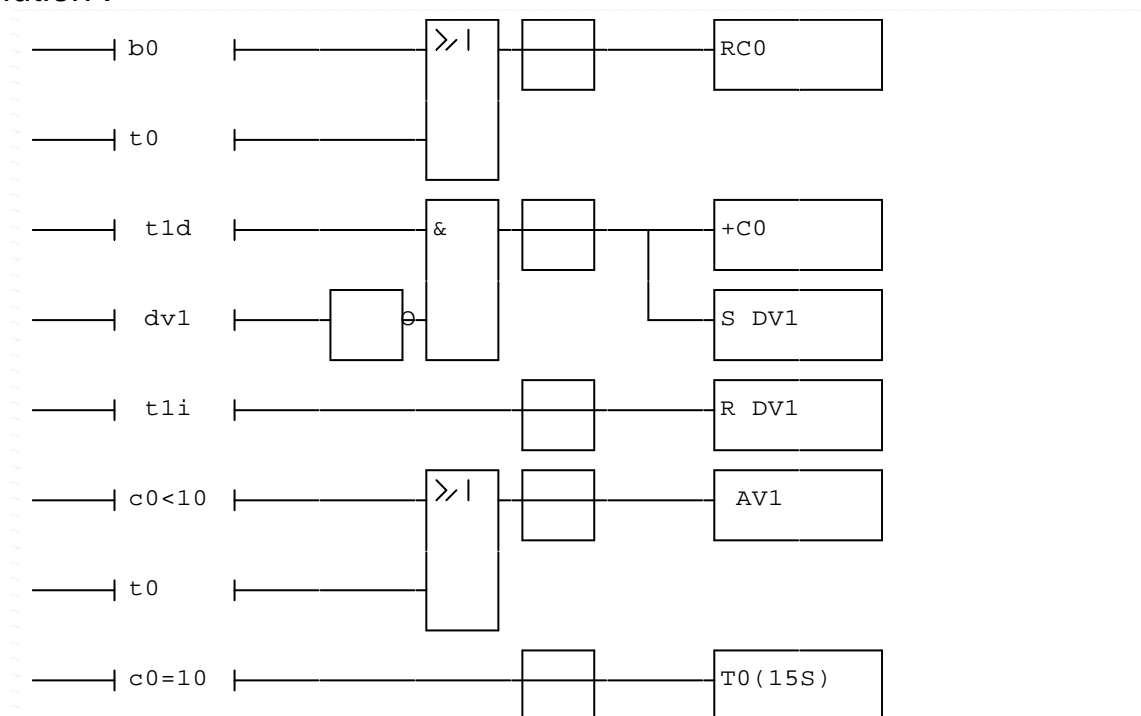 b0 ≥1 RC0
t0
t1d & +C0
dv1 S DV1
t1i R DV1
c0<10 ≥1 AV1
t0
c0=10 T0(15S)